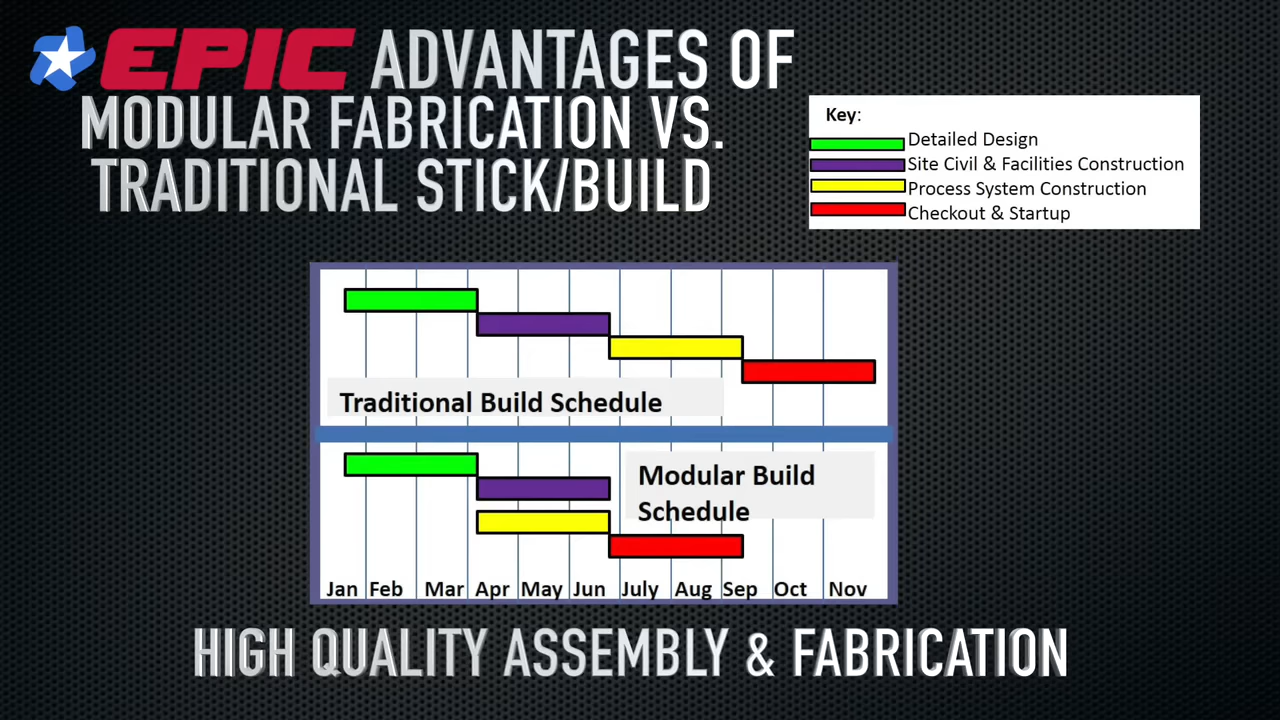 EPIC ADVANTAGES OF
MODULAR FABRICATION VS.
TRADITIONAL STICK/BUILD
Key:
Detailed Design
Site Civil & Facilities Construction
Process System Construction
Checkout & Startup
Traditional Build Schedule
Modular Build
Schedule
Jan Feb Mar Apr May Jun July Aug Sep Oct Nov
HIGH QUALITY ASSEMBLY & FABRICATION